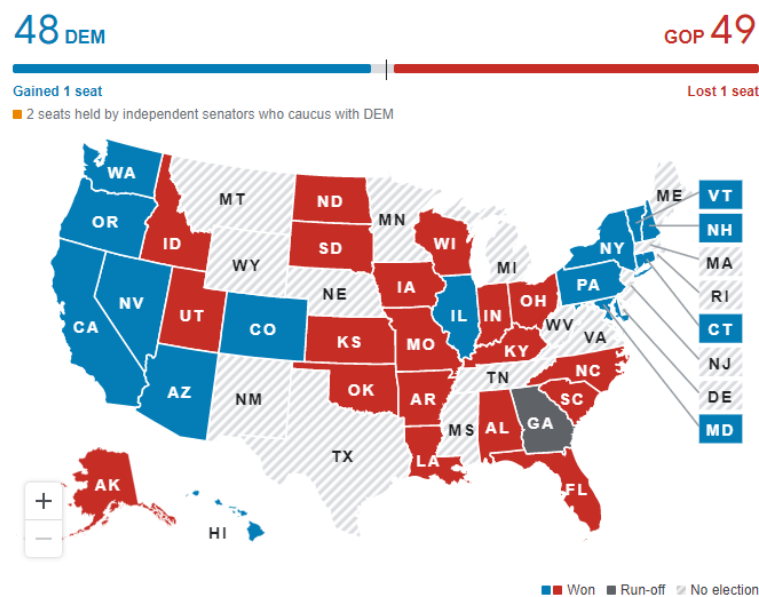 48 DEM
GOP 49
Gained 1 seat
Lost 1 seat
2 seats held by independent senators who caucus with DEM
WA
MT
ND
MN
ME
VT
OR
ID
SD
WI
MI
NY
NH
WY
MA
NV
NE
IA
PA
RI
CA
UT
CO
IL
IN
OH
WV
VA
CT
KS
MO
KY
NJ
AZ
NM
OK
AR
TN
NC
DE
SC
MS
AL
GA
MD
TX
LA
AK
FL
HI
+
−
Won
Run-off
No election